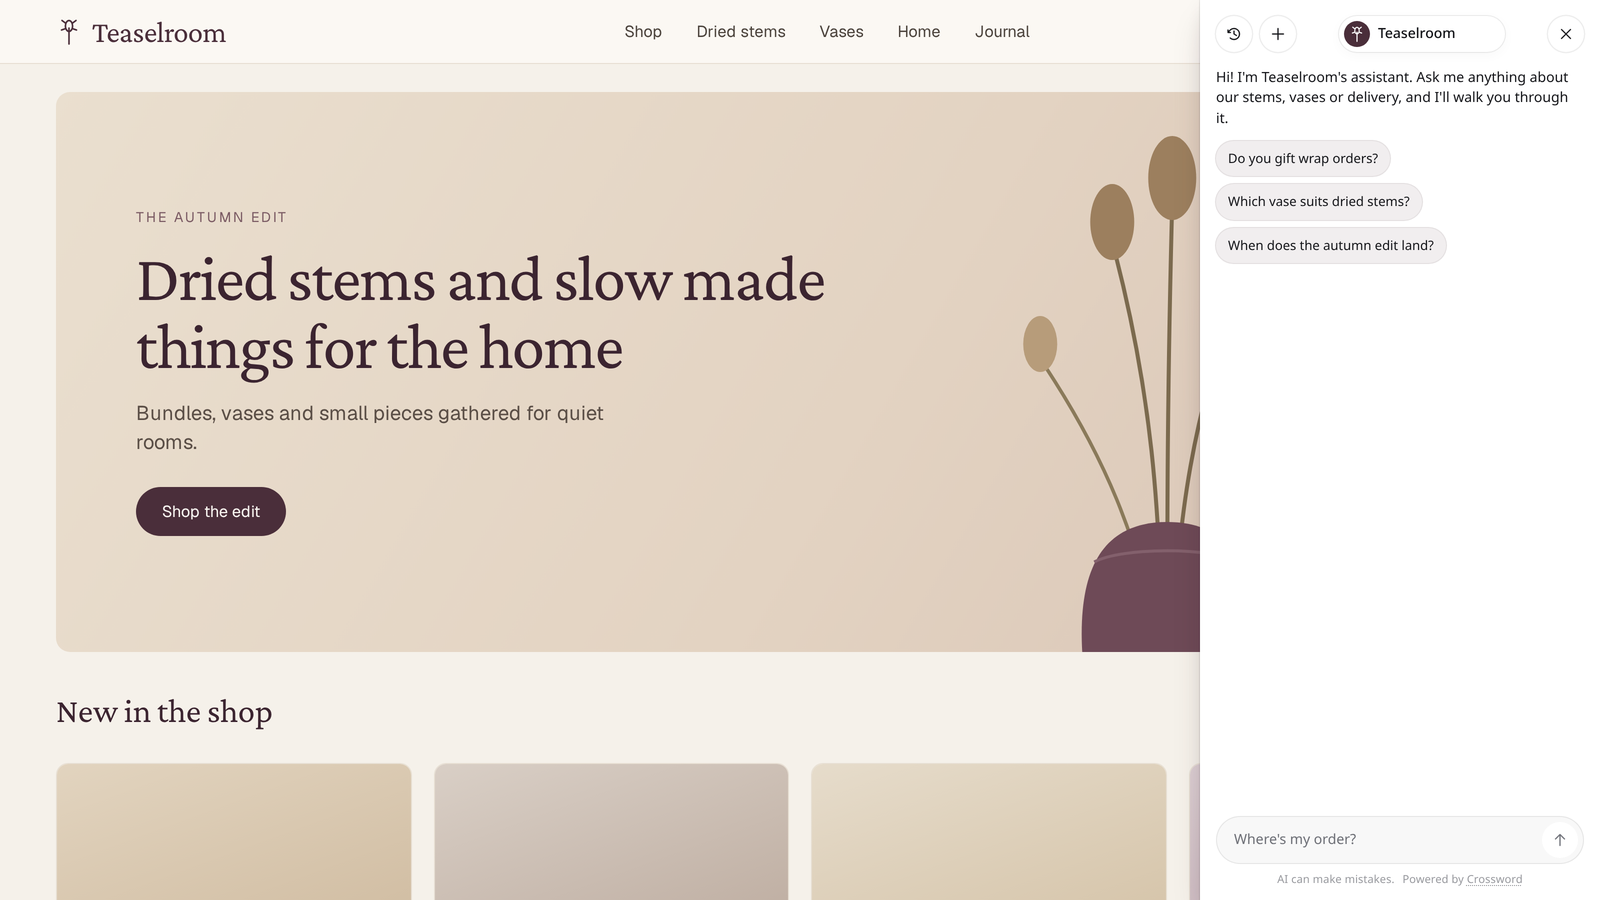 Teaselroom
Shop
Dried stems
Vases
Home
Journal
THE AUTUMN EDIT
Dried stems and slow made
things for the home
Bundles, vases and small pieces gathered for quiet
rooms.
Shop the edit
New in the shop
Teaselroom
Hi! I'm Teaselroom's assistant. Ask me anything about
our stems, vases or delivery, and I'll walk you through
it.
Do you gift wrap orders?
Which vase suits dried stems?
When does the autumn edit land?
Where's my order?
AI can make mistakes. Powered by Crossword